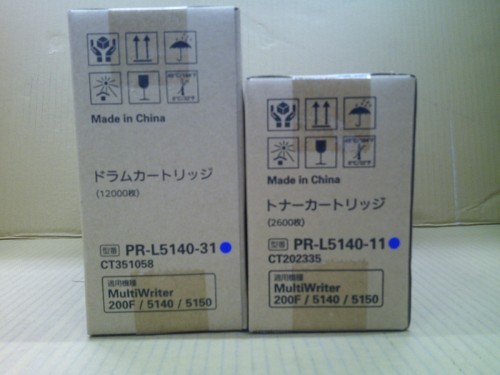 Made in China
ドラムカートリッジ
(12000枚)
型番 PR-L5140-31
CT351058
適用機種
MultiWriter
200F / 5140 / 5150
Made in China
トナーカートリッジ
(2600枚)
型番 PR-L5140-11
CT202335
適用機種
MultiWriter
200F / 5140 / 5150